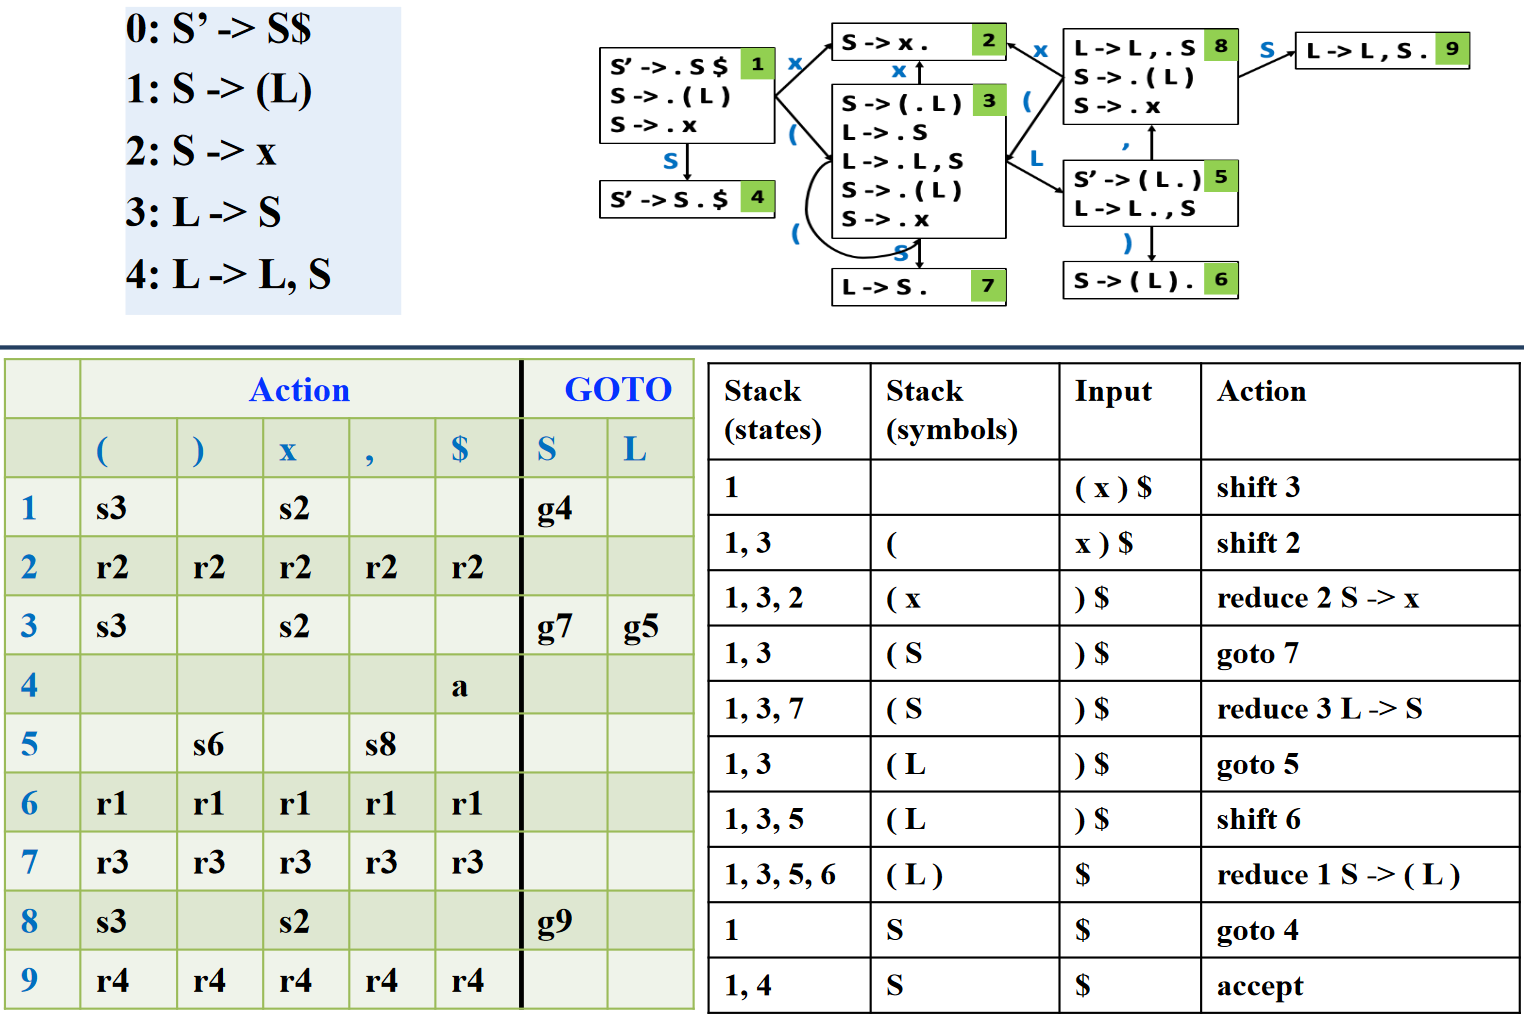 0: S’ -> S$
1: S -> (L)
2: S -> x
3: L -> S
4: L -> L, S
S’ -> . S $ 1
S -> . ( L )
S -> . x
S
S’ -> S . $ 4
x
(
S -> x . 2
x
S -> ( . L ) 3
L -> . S
L -> . L , S
S -> . ( L )
S -> . x
(
S
L -> S . 7
x
(
L
L -> L , . S 8
S -> . ( L )
S -> . x
,
S’ -> ( L . ) 5
L -> L . , S
)
S -> ( L ) . 6
S
L -> L , S . 9
Action GOTO
( ) x , $ S L
1 s3 s2 g4
2 r2 r2 r2 r2 r2
3 s3 s2 g7 g5
4 a
5 s6 s8
6 r1 r1 r1 r1 r1
7 r3 r3 r3 r3 r3
8 s3 s2 g9
9 r4 r4 r4 r4 r4
Stack (states) Stack (symbols) Input Action
1 ( x ) $ shift 3
1, 3 ( x ) $ shift 2
1, 3, 2 ( x ) $ reduce 2 S -> x
1, 3 ( S ) $ goto 7
1, 3, 7 ( S ) $ reduce 3 L -> S
1, 3 ( L ) $ goto 5
1, 3, 5 ( L ) $ shift 6
1, 3, 5, 6 ( L ) $ reduce 1 S -> ( L )
1 S $ goto 4
1, 4 S $ accept